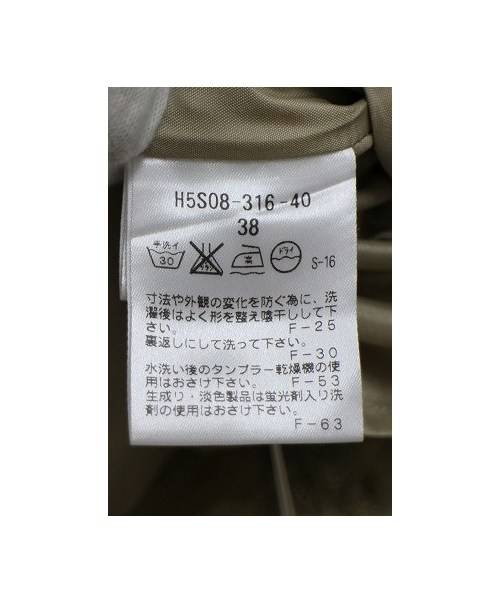 H5S08-316-40
38
手洗イ
30
高
ドライ
S-16
寸法や外観の変化を防ぐ為に、洗
濯後はよく形を整え陰干しして下
さい。 F-25
裏返しにして洗って下さい。
F-30
水洗い後のタンブラー乾燥機の使
用はおさけ下さい。 F-53
生成り・淡色製品は蛍光剤入り洗
剤の使用はおさけ下さい。
F-63